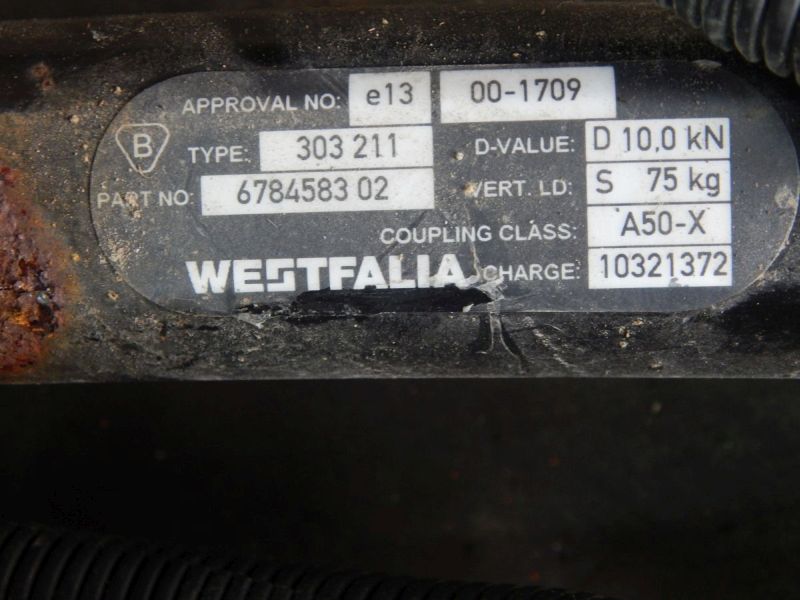 APPROVAL NO: e13 00-1709
B TYPE: 303 211 D-VALUE: D 10,0 kN
PART NO: 6784583 02 VERT. LD: S 75 kg
COUPLING CLASS: A50-X
WESTFALIA CHARGE: 10321372